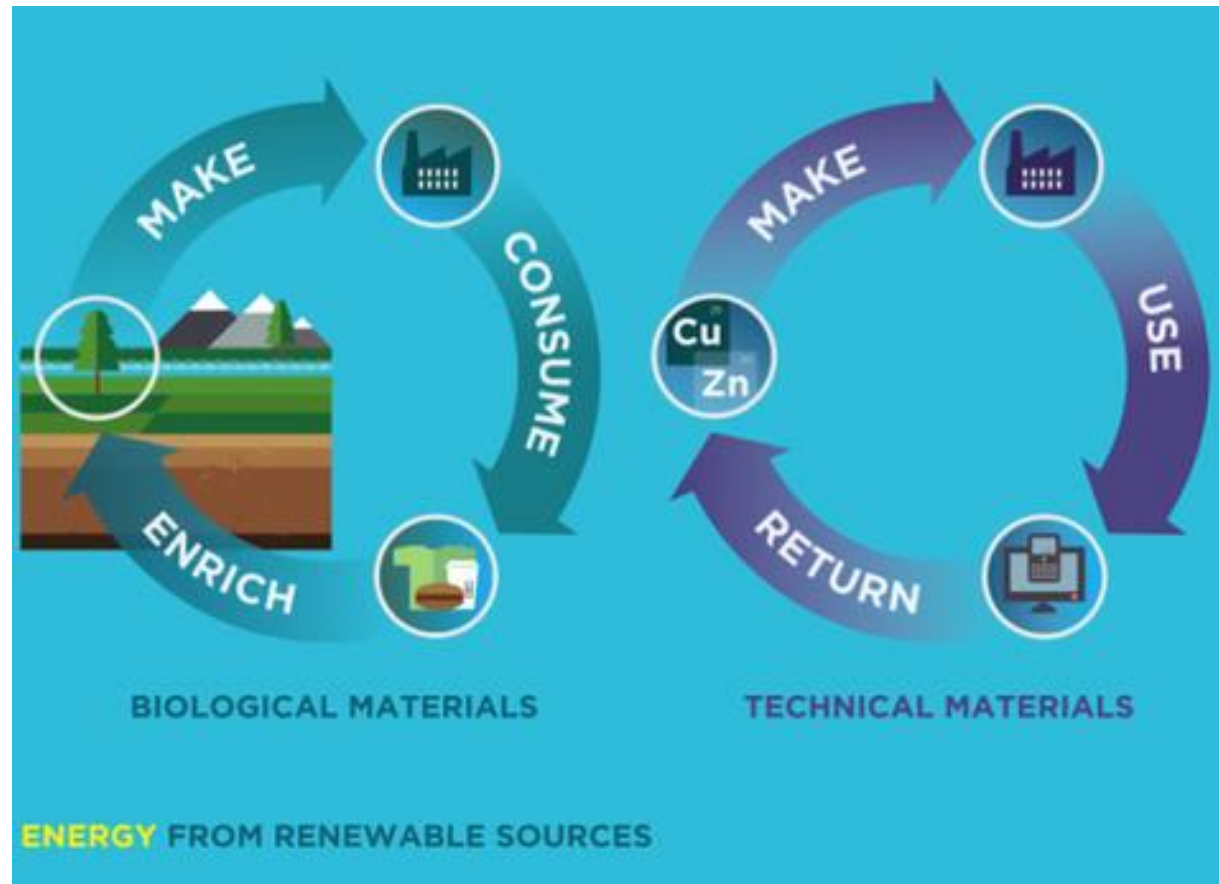 MAKE
CONSUME
ENRICH
BIOLOGICAL MATERIALS
MAKE
USE
RETURN
Cu
Zn
TECHNICAL MATERIALS
ENERGY FROM RENEWABLE SOURCES